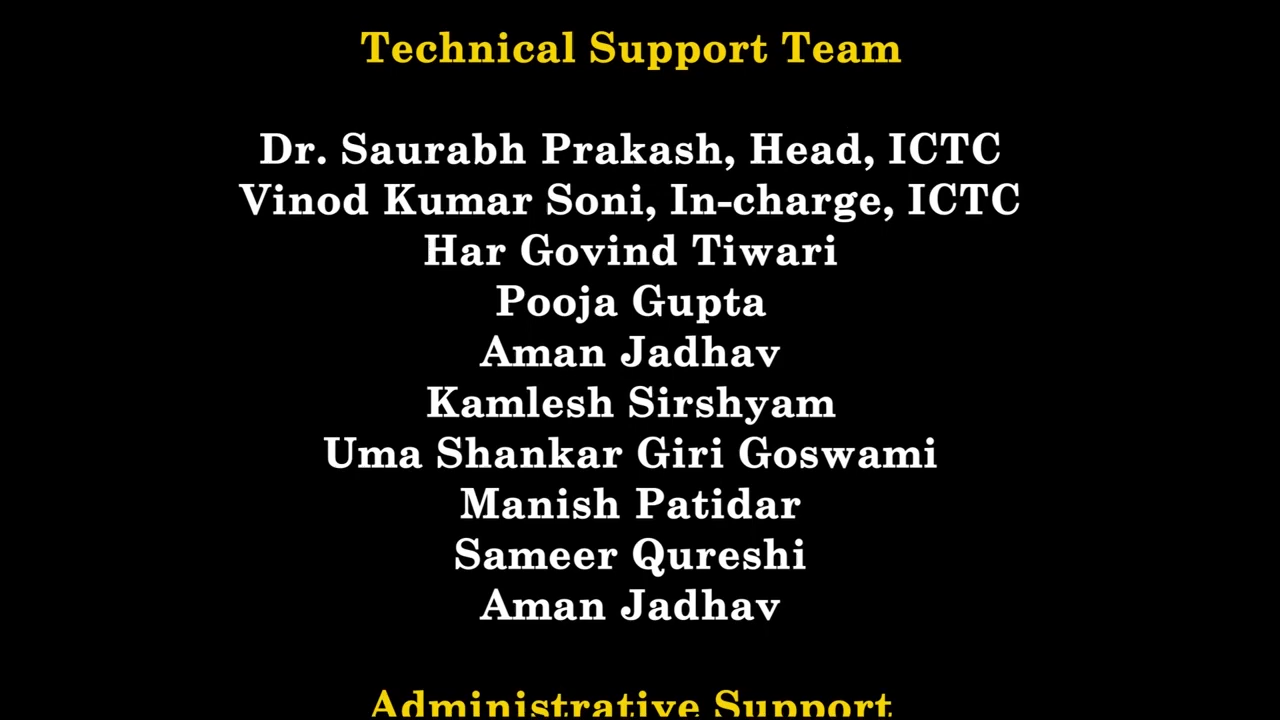 Technical Support Team
Dr. Saurabh Prakash, Head, ICTC
Vinod Kumar Soni, In-charge, ICTC
Har Govind Tiwari
Pooja Gupta
Aman Jadhav
Kamlesh Sirshyam
Uma Shankar Giri Goswami
Manish Patidar
Sameer Qureshi
Aman Jadhav
Administrative Support